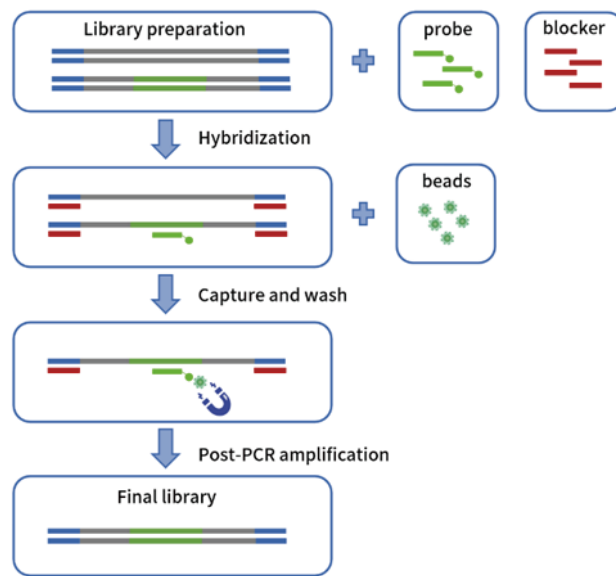 Library preparation
probe
blocker
Hybridization
beads
Capture and wash
Post-PCR amplification
Final library